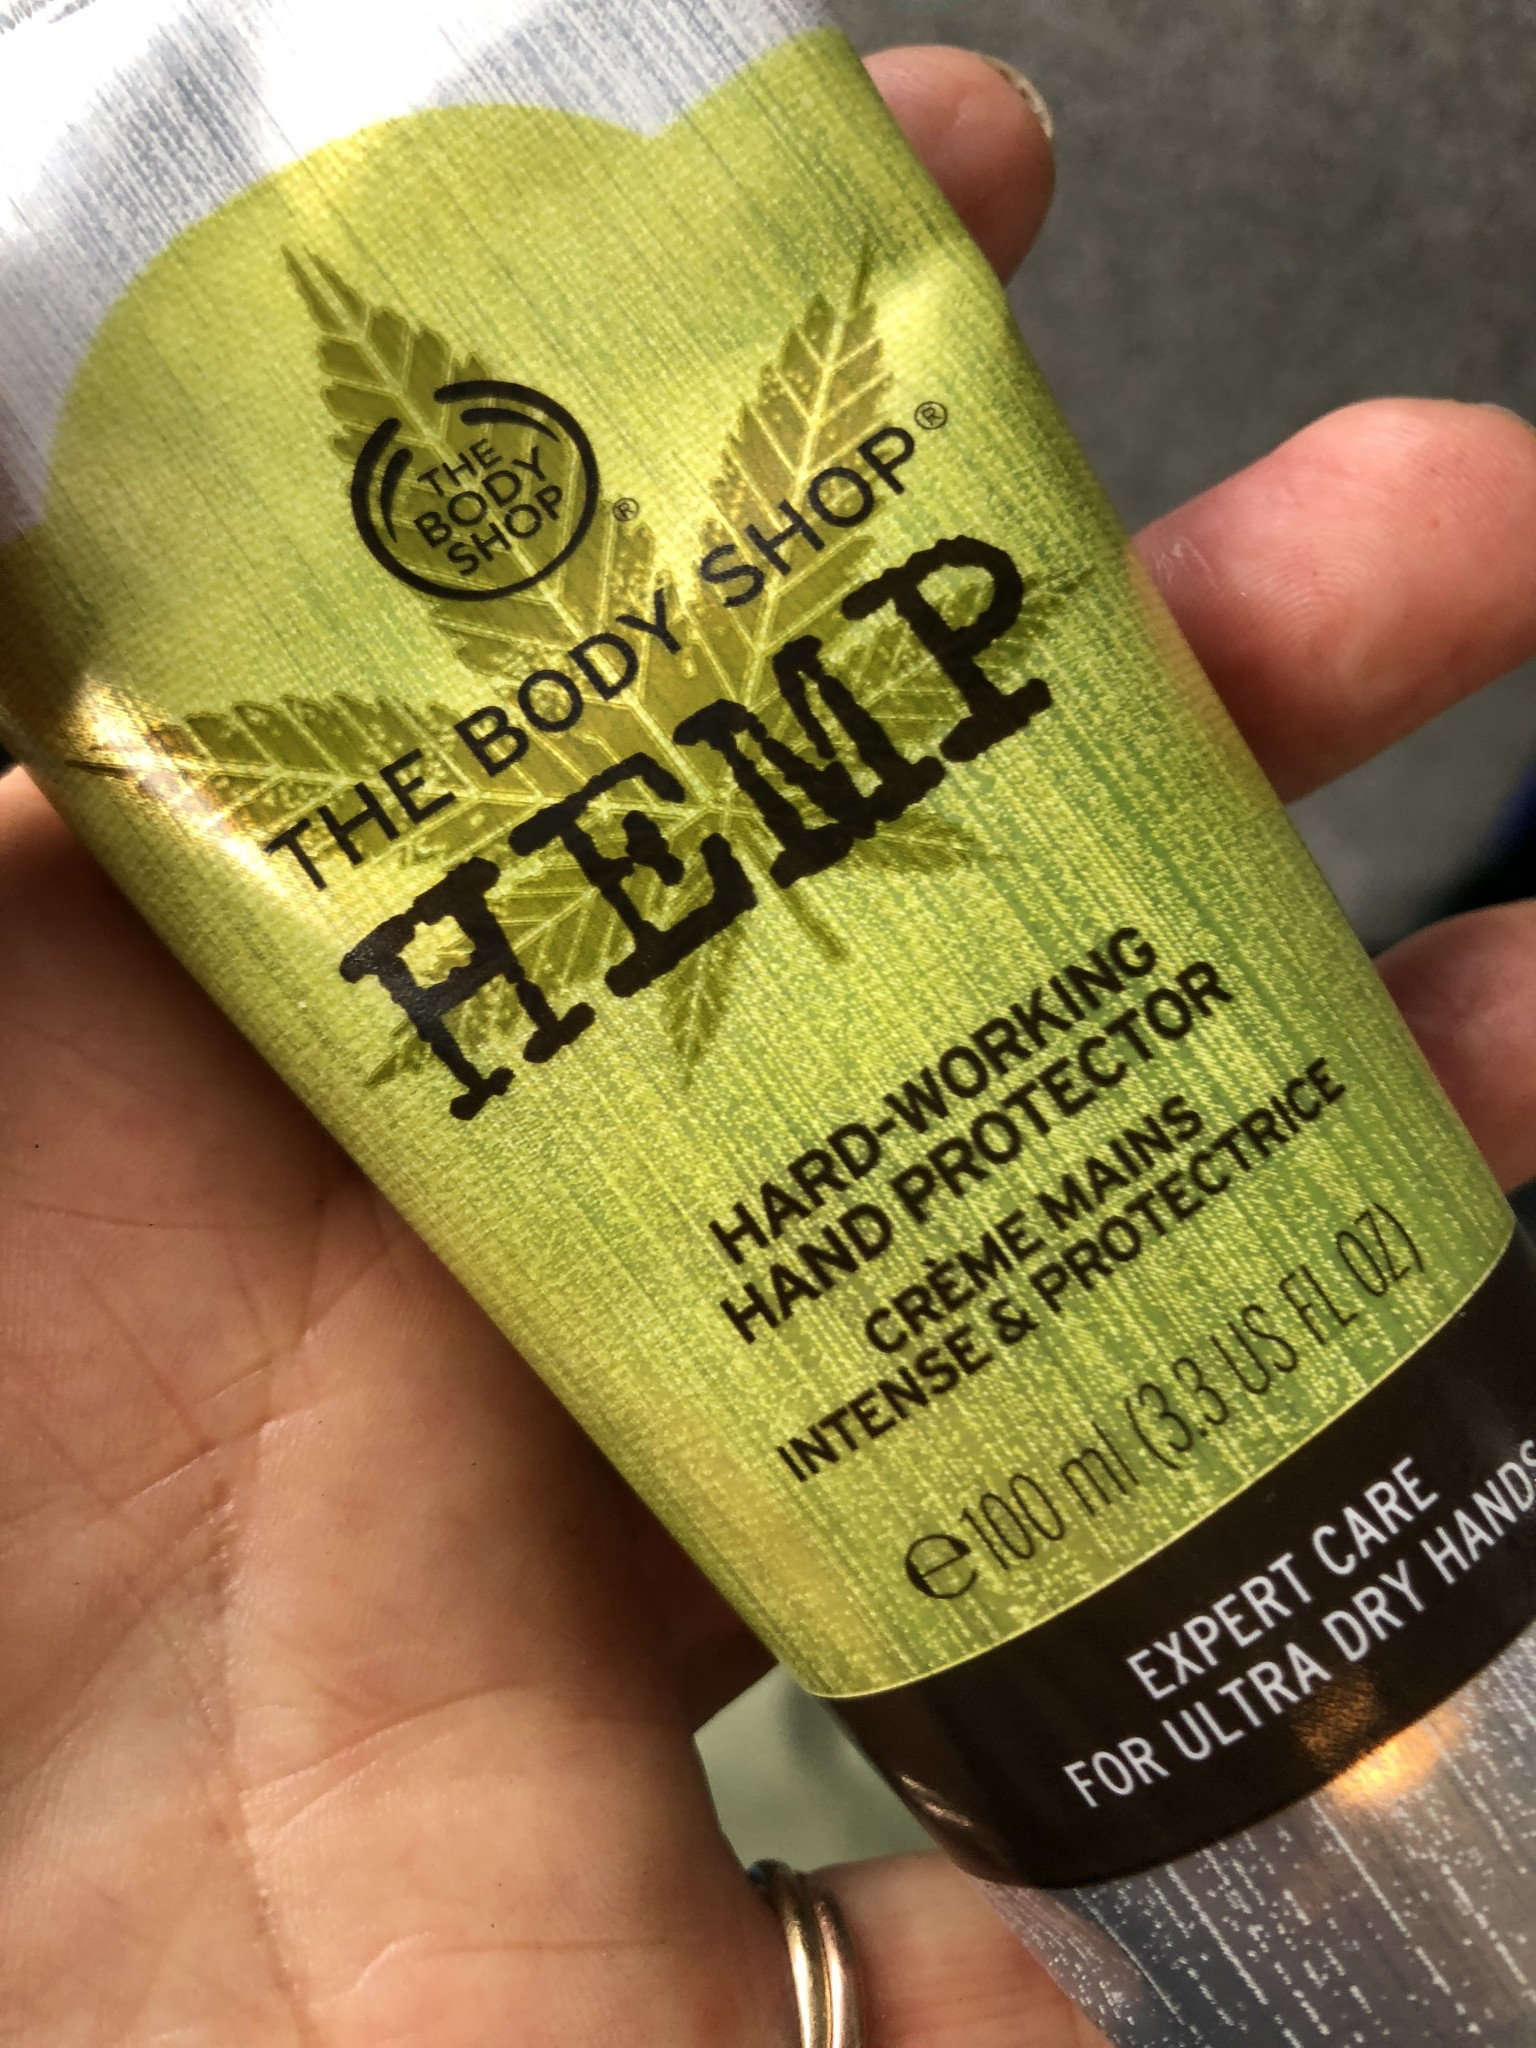 THE
BODY
SHOP
®
THE BODY SHOP®
HEMP
HARD-WORKING
HAND PROTECTOR
CRÈME MAINS
INTENSE & PROTECTRICE
℮100 ml (3.3 US FL OZ)
EXPERT CARE
FOR ULTRA DRY HANDS